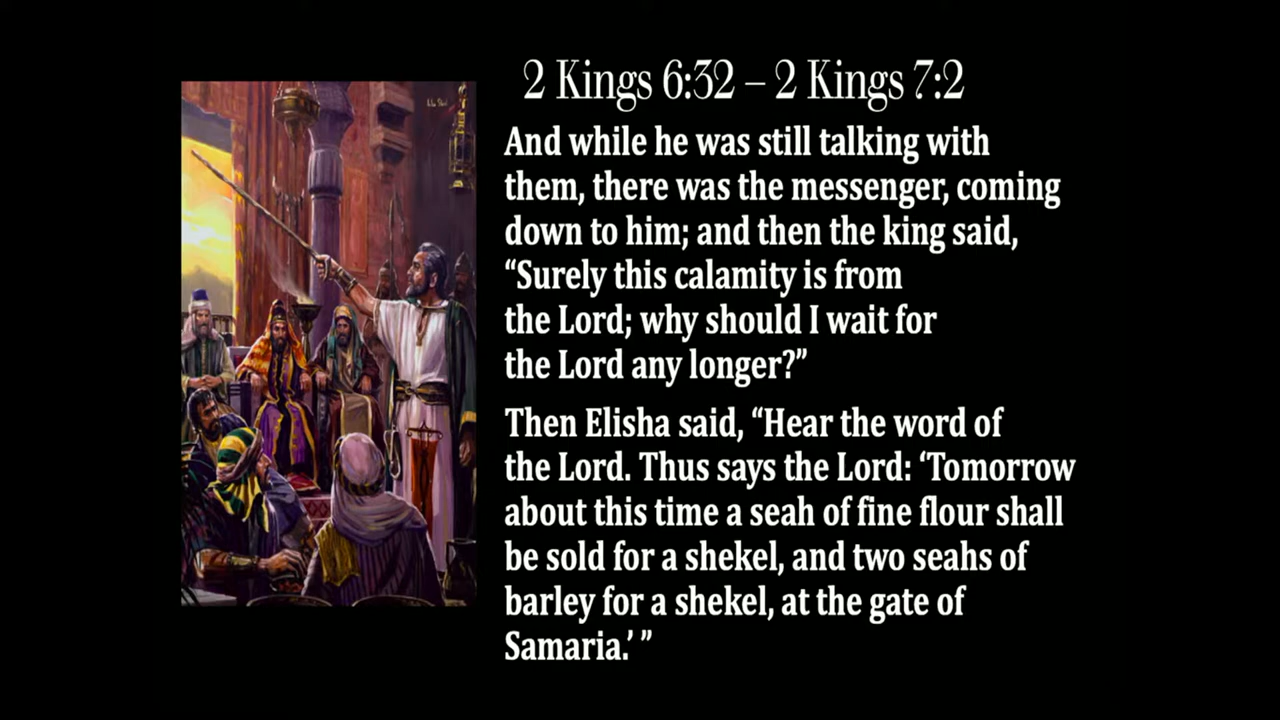 2 Kings 6:32 – 2 Kings 7:2
And while he was still talking with
them, there was the messenger, coming
down to him; and then the king said,
“Surely this calamity is from
the Lord; why should I wait for
the Lord any longer?”
Then Elisha said, “Hear the word of
the Lord. Thus says the Lord: ‘Tomorrow
about this time a seah of fine flour shall
be sold for a shekel, and two seahs of
barley for a shekel, at the gate of
Samaria.’ ”